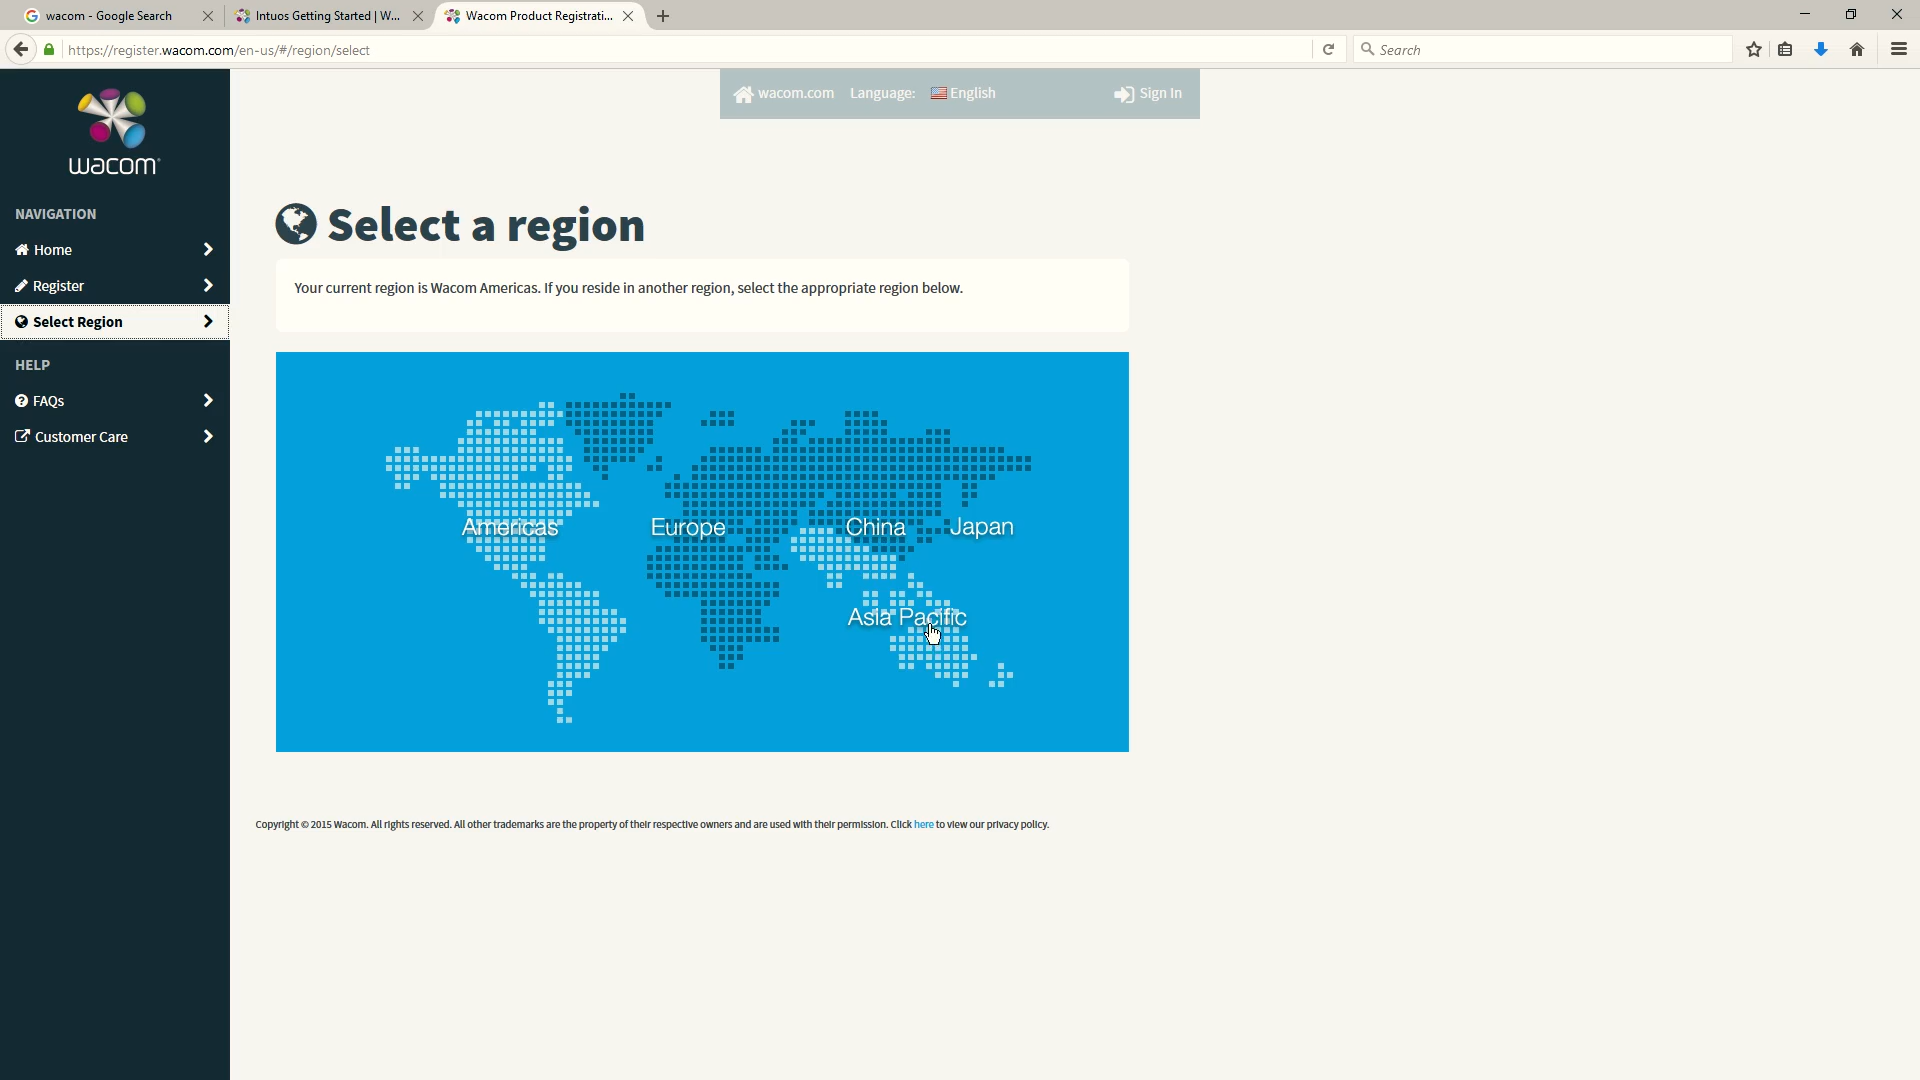 wacom - Google Search
Intuos Getting Started | W...
Wacom Product Registrati...
https://register.wacom.com/en-us/#/region/select
Search
wacom.com Language: English Sign In
wacom
NAVIGATION
Home
Register
Select Region
HELP
FAQs
Customer Care
Select a region
Your current region is Wacom Americas. If you reside in another region, select the appropriate region below.
Americas Europe China Japan
Asia Pacific
Copyright © 2015 Wacom. All rights reserved. All other trademarks are the property of their respective owners and are used with their permission. Click here to view our privacy policy.